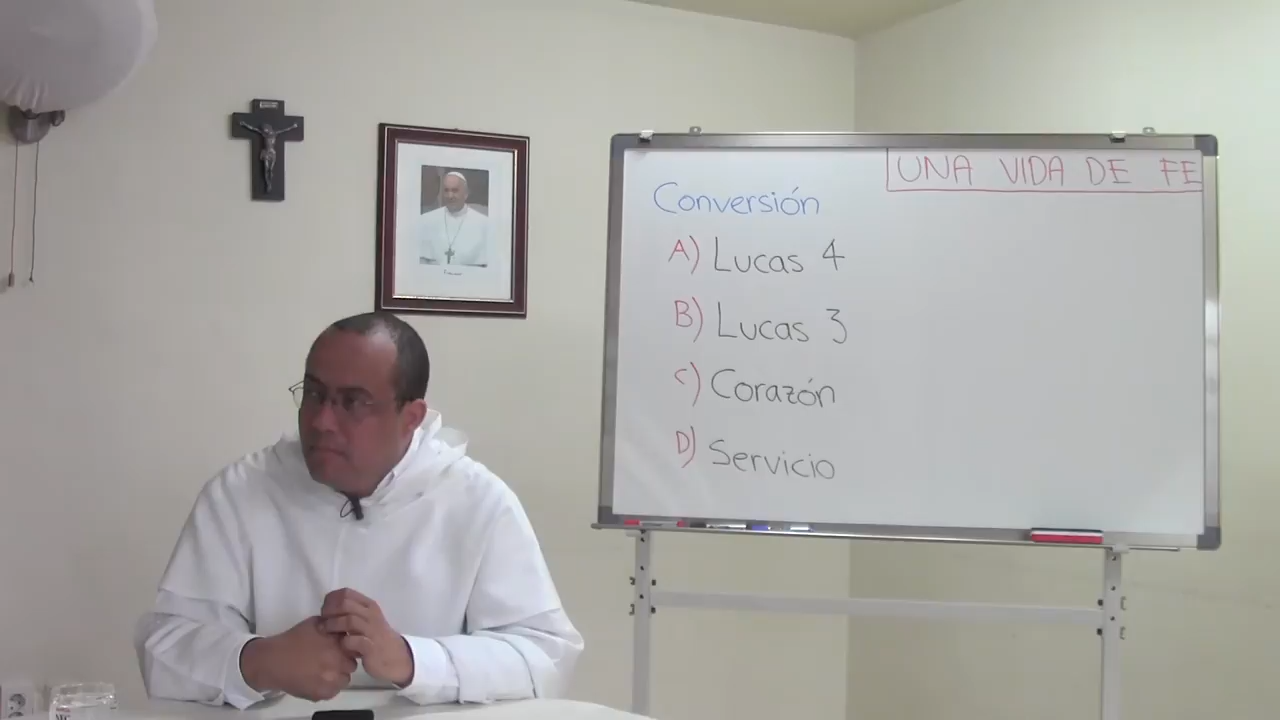 UNA VIDA DE FE
Conversión
A) Lucas 4
B) Lucas 3
C) Corazón
D) Servicio